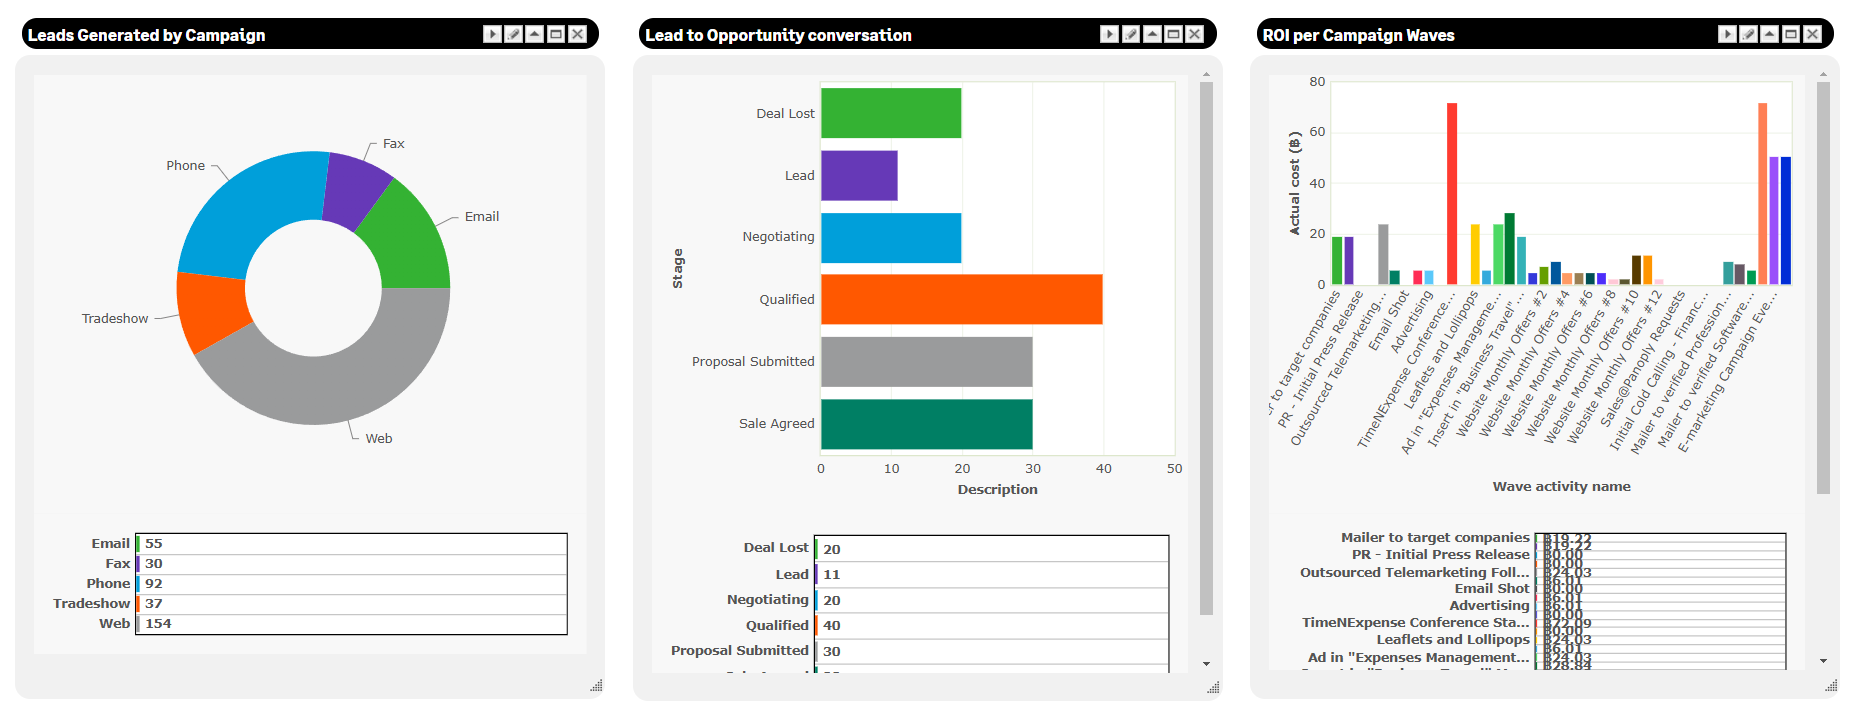 Leads Generated by Campaign
Fax
Phone
Email
Tradeshow
Web
Email 55
Fax 30
Phone 92
Tradeshow 37
Web 154
Lead to Opportunity conversation
Stage
Deal Lost
Lead
Negotiating
Qualified
Proposal Submitted
Sale Agreed
0 10 20 30 40 50
Description
Deal Lost 20
Lead 11
Negotiating 20
Qualified 40
Proposal Submitted 30
ROI per Campaign Waves
Actual cost (฿)
80
60
40
20
0
er to target companies
PR - Initial Press Release
Outsourced Telemarketing...
Email Shot
Advertising
TimeNExpense Conference...
Leaflets and Lollipops
Ad in "Expenses Manageme...
Insert in "Business Travel" ...
Website Monthly Offers #2
Website Monthly Offers #4
Website Monthly Offers #6
Website Monthly Offers #8
Website Monthly Offers #10
Website Monthly Offers #12
Sales@Panoply Requests
Initial Cold Calling - Financ...
Mailer to verified Profession...
Mailer to verified Software...
E-marketing Campaign Eve...
Wave activity name
Mailer to target companies ฿19.22
฿19.22
PR - Initial Press Release ฿0.00
฿0.00
Outsourced Telemarketing Foll... ฿24.03
฿6.01
Email Shot ฿0.00
฿6.01
Advertising ฿6.01
฿0.00
TimeNExpense Conference Sta... ฿72.09
฿0.00
Leaflets and Lollipops ฿24.03
฿6.01
Ad in "Expenses Management... ฿24.03